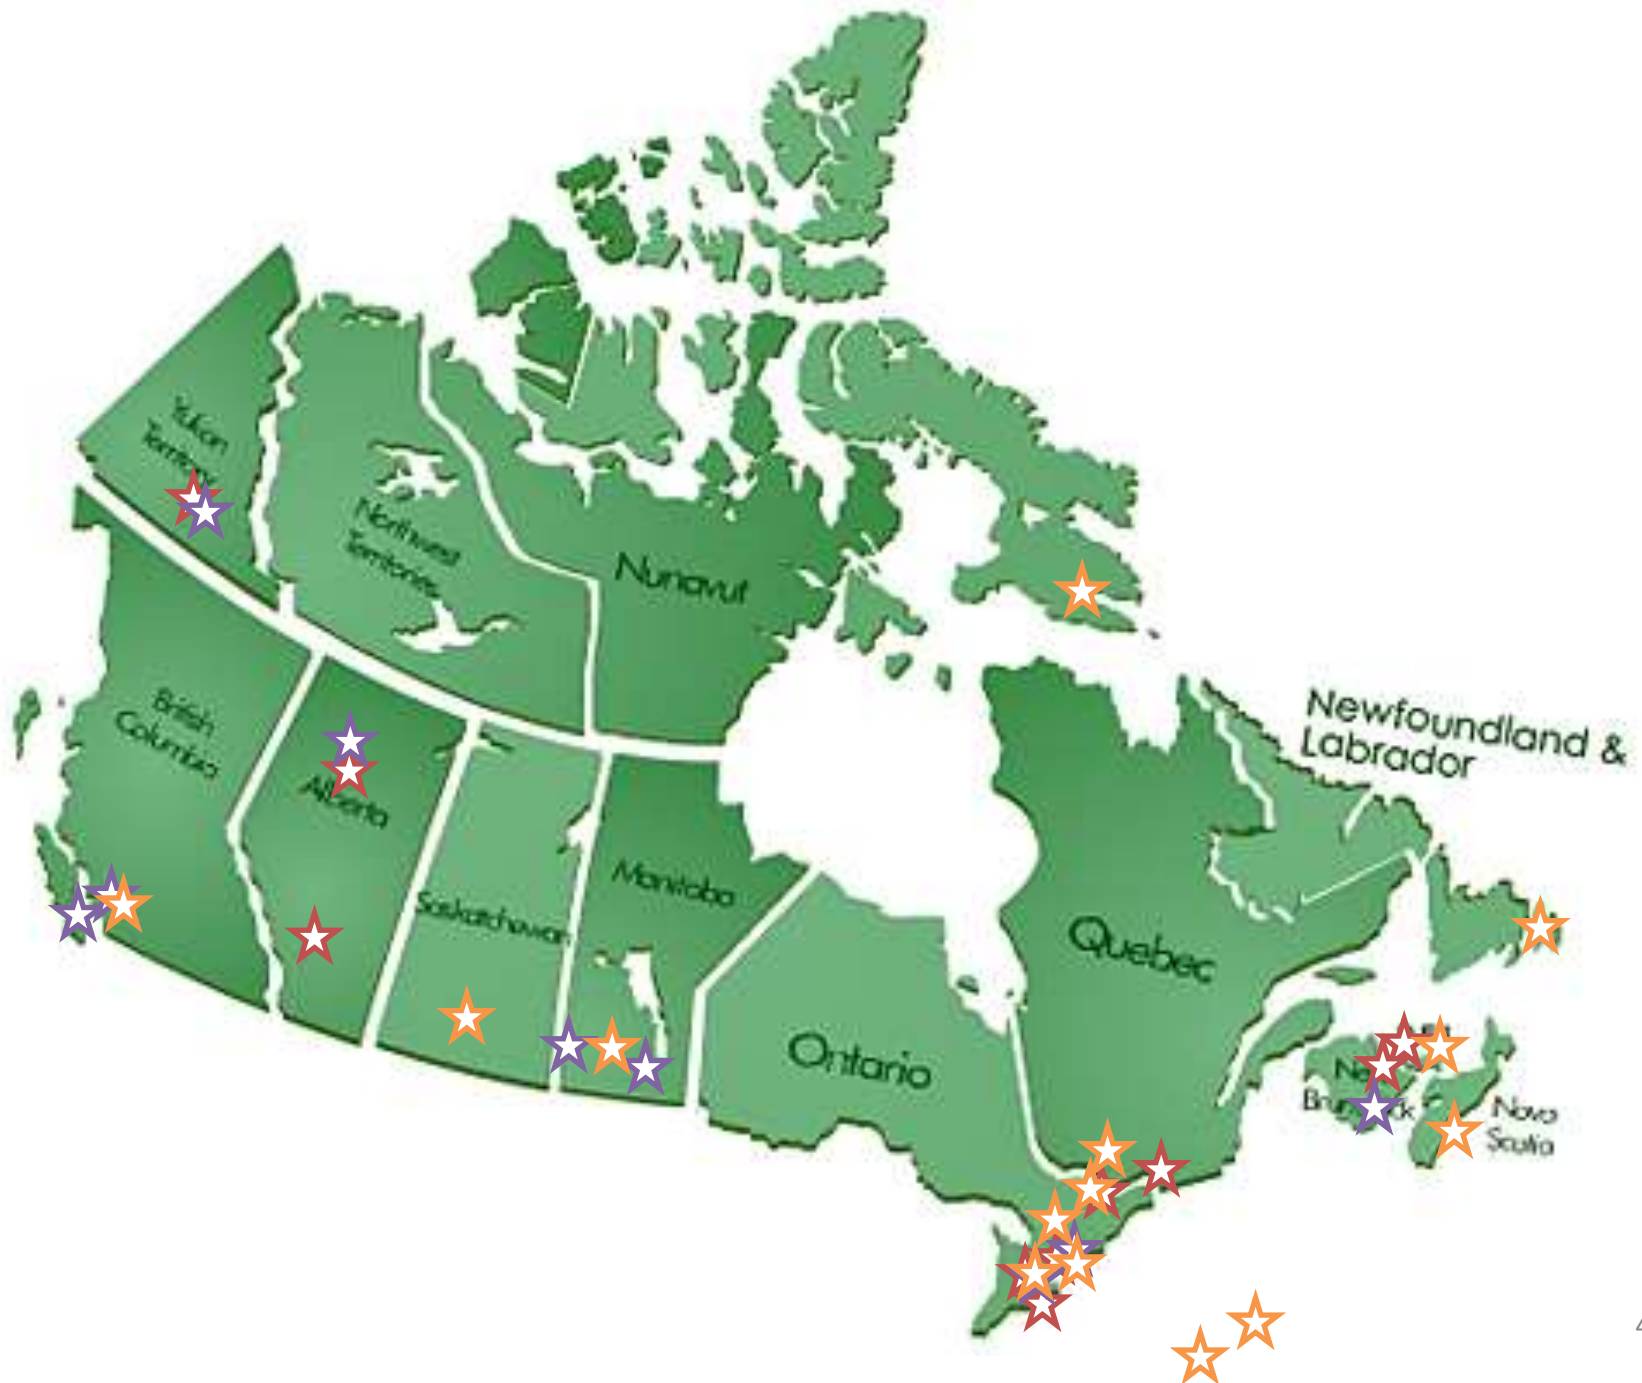 Yukon
Territory
Northwest
Territories
Nunavut
British
Columbia
Alberta
Saskatchewan
Manitoba
Ontario
Quebec
Newfoundland &
Labrador
Nova
Scotia